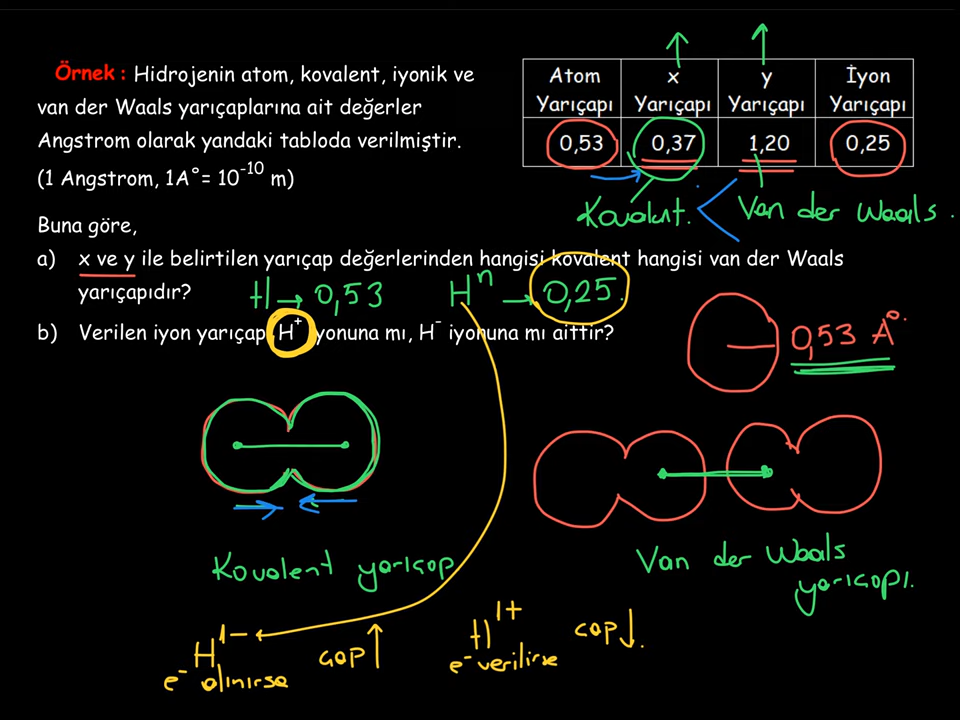 Örnek : Hidrojenin atom, kovalent, iyonik ve
van der Waals yarıçaplarına ait değerler
Angstrom olarak yandaki tabloda verilmiştir.
(1 Angstrom, 1A°= 10⁻¹⁰ m)
Atom Yarıçapı x Yarıçapı y Yarıçapı İyon Yarıçapı
0,53 0,37 1,20 0,25
Kovalent. Van der Waals.
Buna göre,
a) x ve y ile belirtilen yarıçap değerlerinden hangisi kovalent hangisi van der Waals
yarıçapıdır?
H → 0,53 Hⁿ → 0,25.
b) Verilen iyon yarıçapı H⁺ iyonuna mı, H⁻ iyonuna mı aittir?
0,53 A°
Kovalent yarıçap
Van der Waals
yarıçapı.
H¹⁻ çap ↑
e⁻ alınırsa
H¹⁺ çap ↓.
e⁻ verilirse